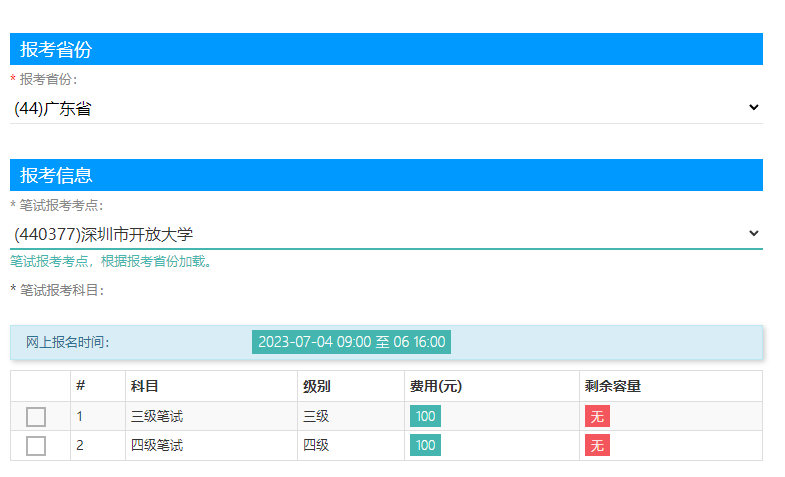 报考省份
* 报考省份:
(44)广东省
报考信息
* 笔试报考考点:
(440377)深圳市开放大学
笔试报考考点，根据报考省份加载。
* 笔试报考科目:
网上报名时间: 2023-07-04 09:00 至 06 16:00
# 科目 级别 费用(元) 剩余容量
1 三级笔试 三级 100 无
2 四级笔试 四级 100 无